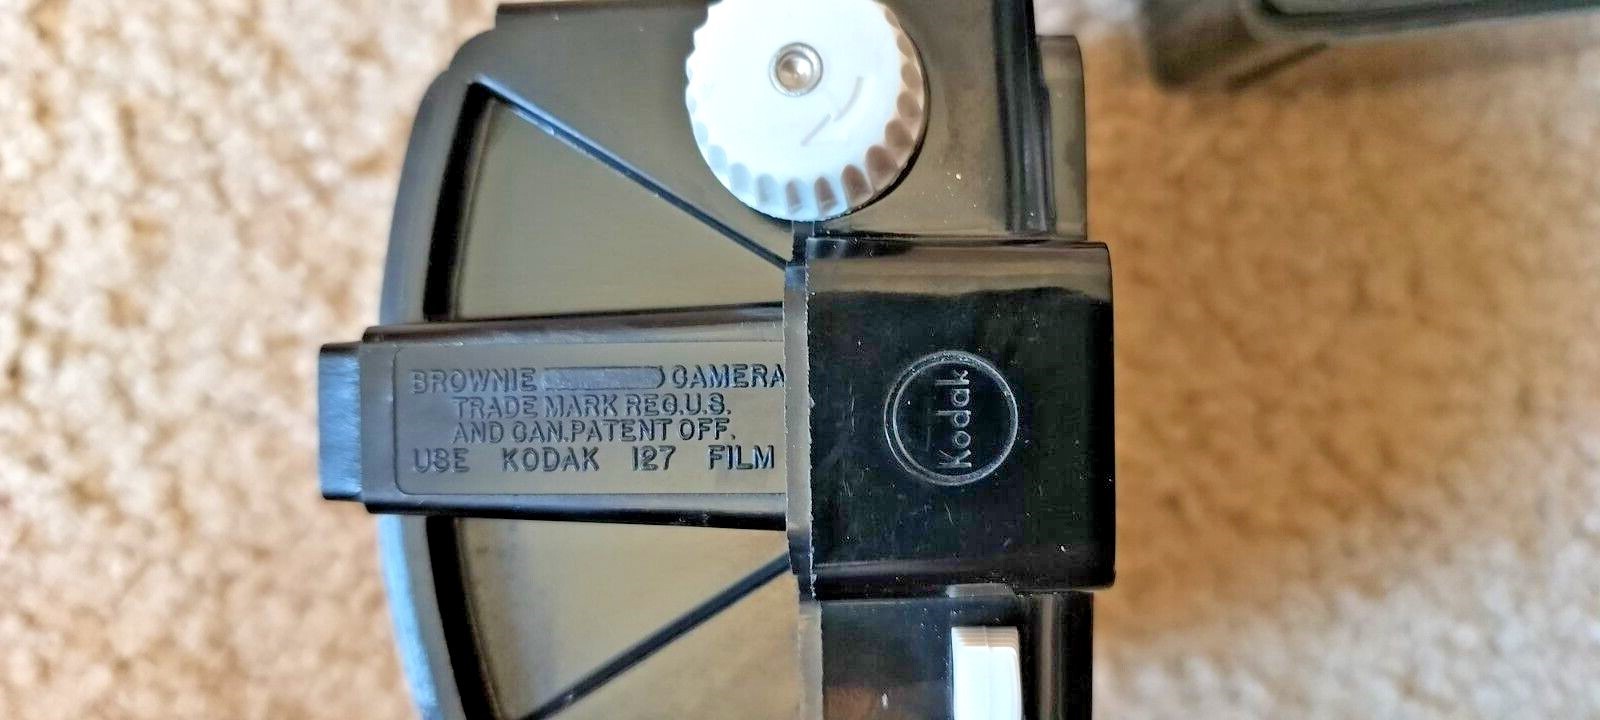 BROWNIE CAMERA
TRADE MARK REG.U.S.
AND CAN.PATENT OFF.
USE KODAK 127 FILM
Kodak